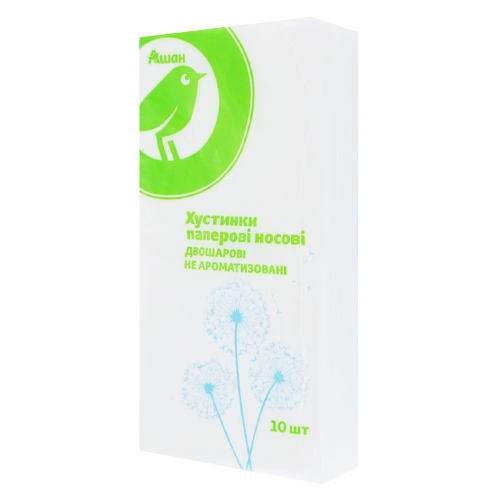 Ашан
Хустинки
паперові носові
ДВОШАРОВІ
НЕ АРОМАТИЗОВАНІ
10 шт